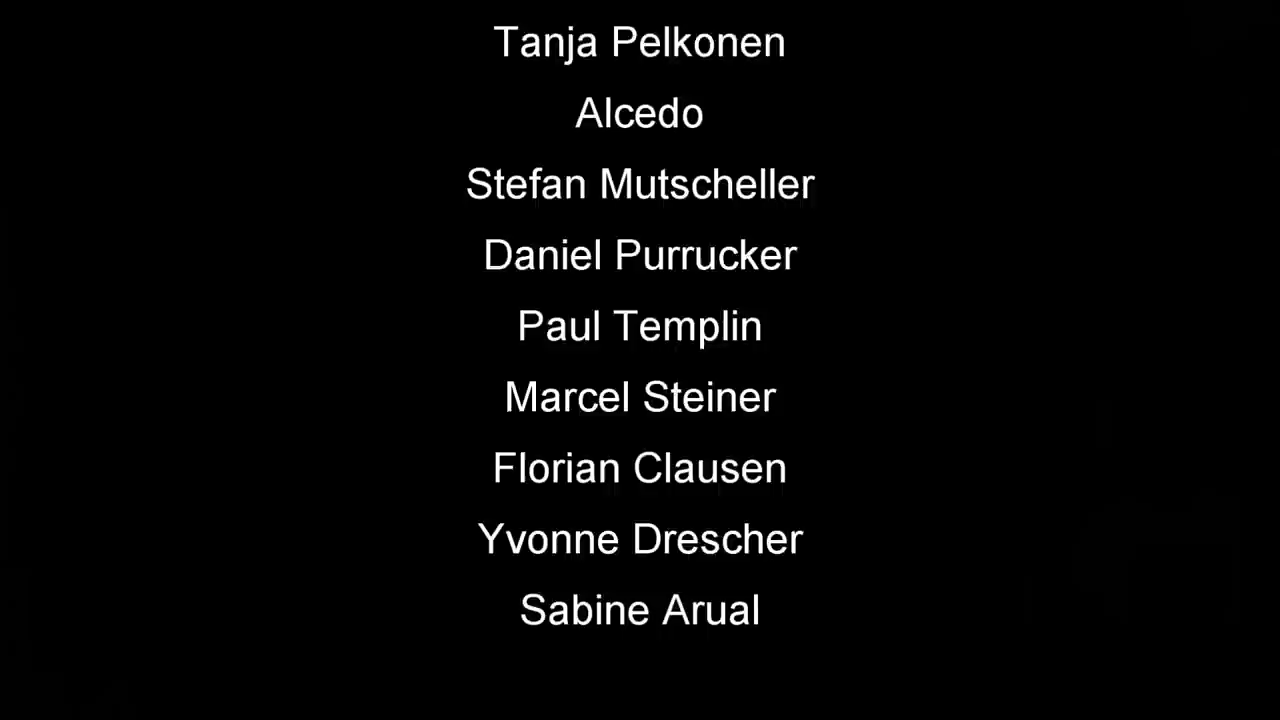 Tanja Pelkonen
Alcedo
Stefan Mutscheller
Daniel Purrucker
Paul Templin
Marcel Steiner
Florian Clausen
Yvonne Drescher
Sabine Arual